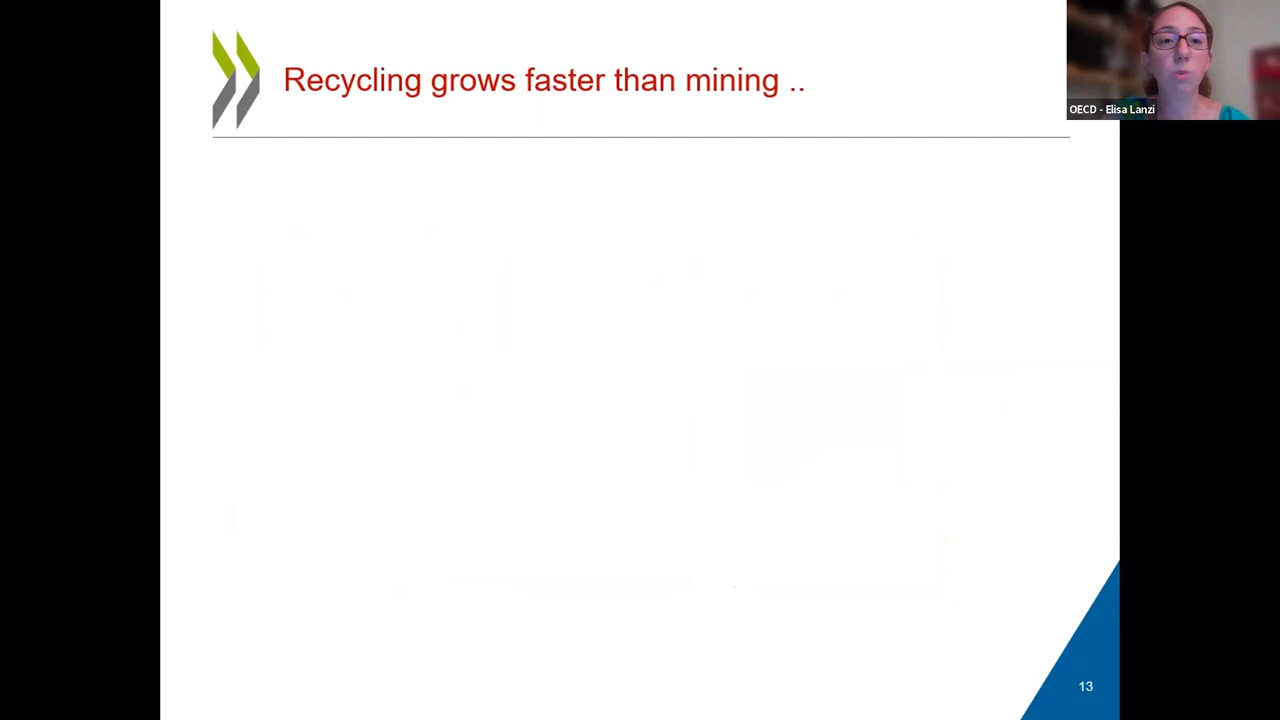 Recycling grows faster than mining ..
OECD - Elisa Lanzi
13